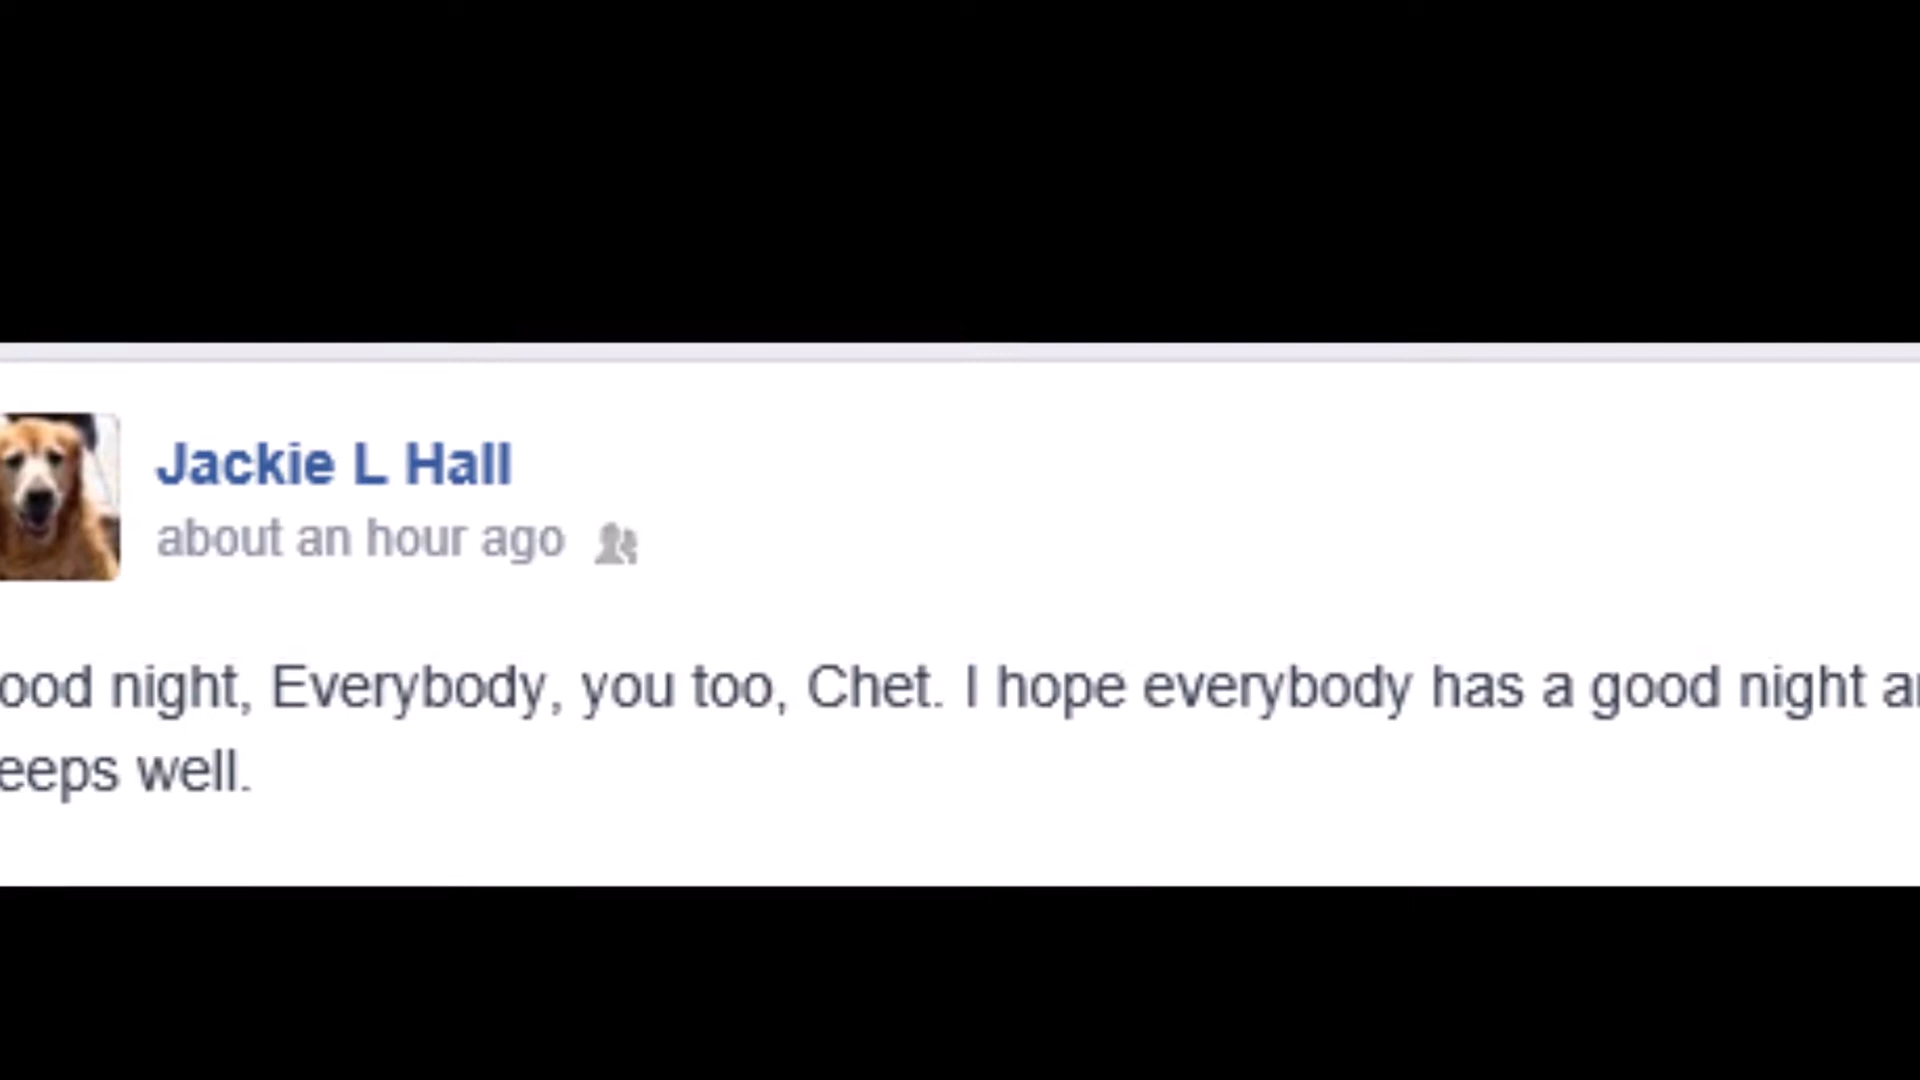 Jackie L Hall
about an hour ago
ood night, Everybody, you too, Chet. I hope everybody has a good night
eeps well.